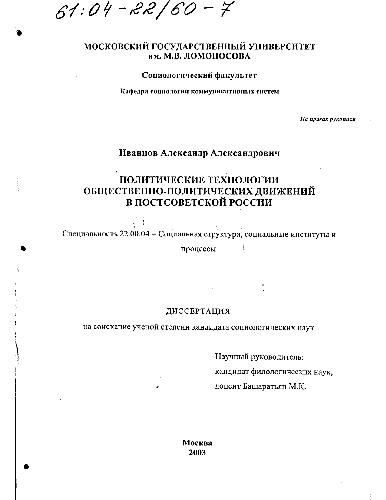 61:04-22/60-7
МОСКОВСКИЙ ГОСУДАРСТВЕННЫЙ УНИВЕРСИТЕТ
им. М.В. ЛОМОНОСОВА
Социологический факультет
Кафедра социологии коммуникативных систем
На правах рукописи
Иванцов Александр Александрович
ПОЛИТИЧЕСКИЕ ТЕХНОЛОГИИ
ОБЩЕСТВЕННО-ПОЛИТИЧЕСКИХ ДВИЖЕНИЙ
В ПОСТСОВЕТСКОЙ РОССИИ
Специальность 22.00.04 – Социальная структура, социальные институты и
процессы
ДИССЕРТАЦИЯ
на соискание ученой степени кандидата социологических наук
Научный руководитель:
кандидат филологических наук,
доцент Башаратьян М.К.
Москва
2003